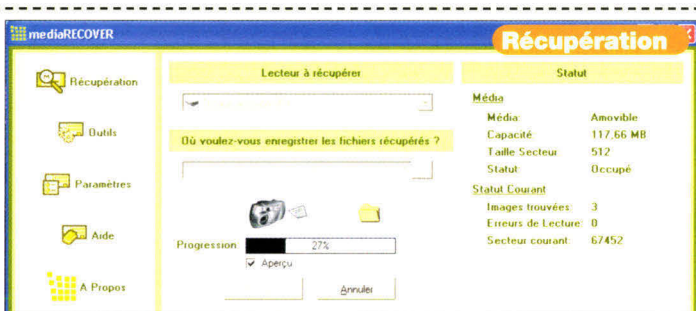 mediaRECOVER
Récupération
Récupération
Outils
Paramètres
Aide
A Propos
Lecteur à récupérer
Où voulez-vous enregistrer les fichiers récupérés ?
Progression:
27%
Aperçu
Annuler
Statut
Média
Média: Amovible
Capacité 117,66 MB
Taille Secteur 512
Statut: Occupé
Statut Courant
Images trouvées: 3
Erreurs de Lecture: 0
Secteur courant: 67452